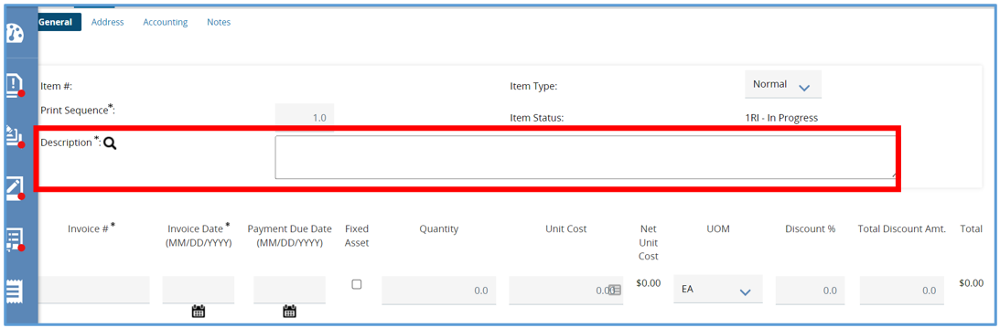 General Address Accounting Notes
Item #: Item Type: Normal
Print Sequence*: 1.0 Item Status: 1RI - In Progress
Description *:
Invoice # * Invoice Date * Payment Due Date Fixed Quantity Unit Cost Net UOM Discount % Total Discount Amt. Total
(MM/DD/YYYY) (MM/DD/YYYY) Asset Unit
Cost
0.0 0.0 $0.00 EA 0.0 0.0 $0.00